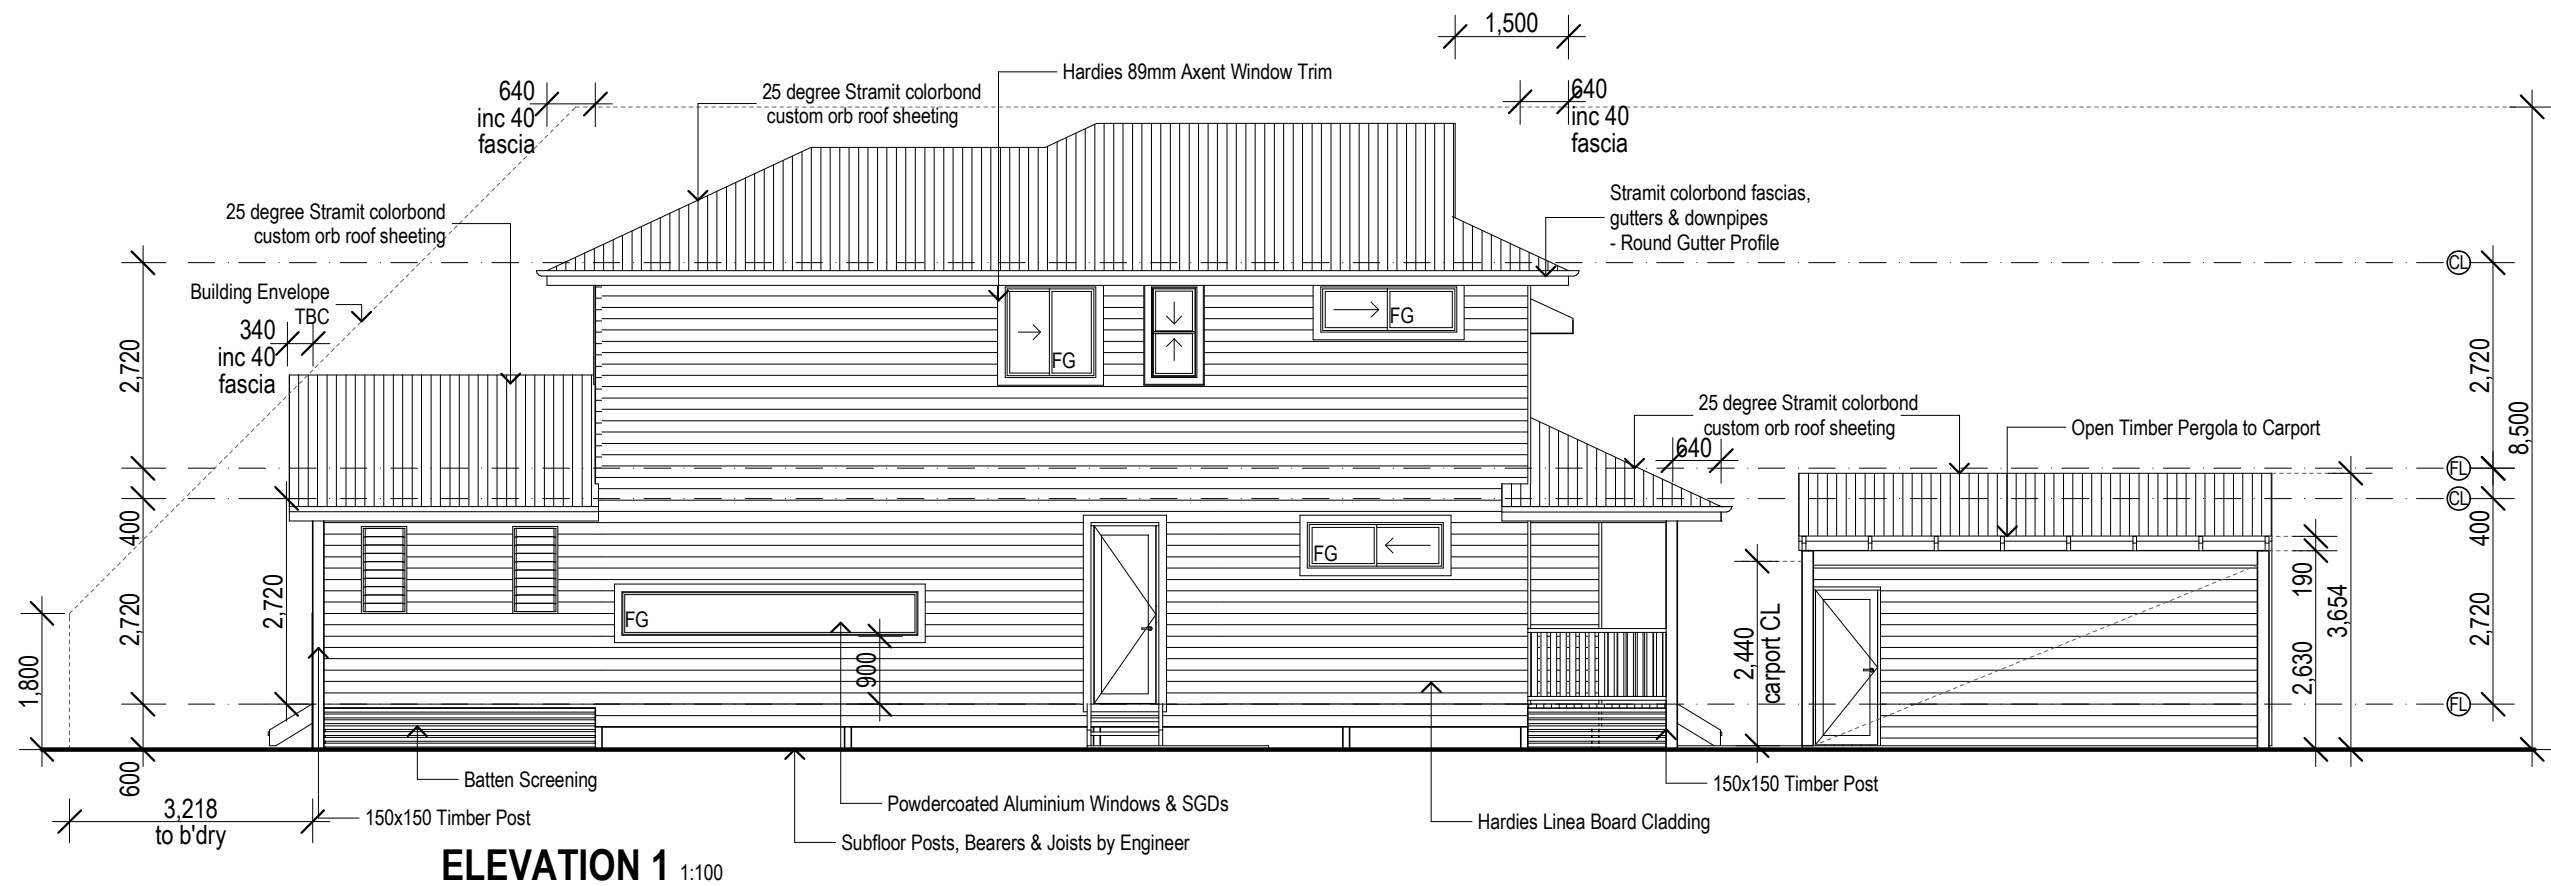 1,500
Hardies 89mm Axent Window Trim
640
inc 40
fascia
25 degree Stramit colorbond
custom orb roof sheeting
640
inc 40
fascia
25 degree Stramit colorbond
custom orb roof sheeting
Stramit colorbond fascias,
gutters & downpipes
- Round Gutter Profile
CL
Building Envelope
TBC
340
inc 40
fascia
FG
FG
2,720
2,720
8,500
25 degree Stramit colorbond
custom orb roof sheeting
640
Open Timber Pergola to Carport
FL
CL
400
400
FG
FG
2,720
2,720
1,800
900
2,440
carport CL
190
2,630
3,654
2,720
FL
600
Batten Screening
3,218
to b'dry
150x150 Timber Post
Powdercoated Aluminium Windows & SGDs
Subfloor Posts, Bearers & Joists by Engineer
150x150 Timber Post
Hardies Linea Board Cladding
ELEVATION 1 1:100